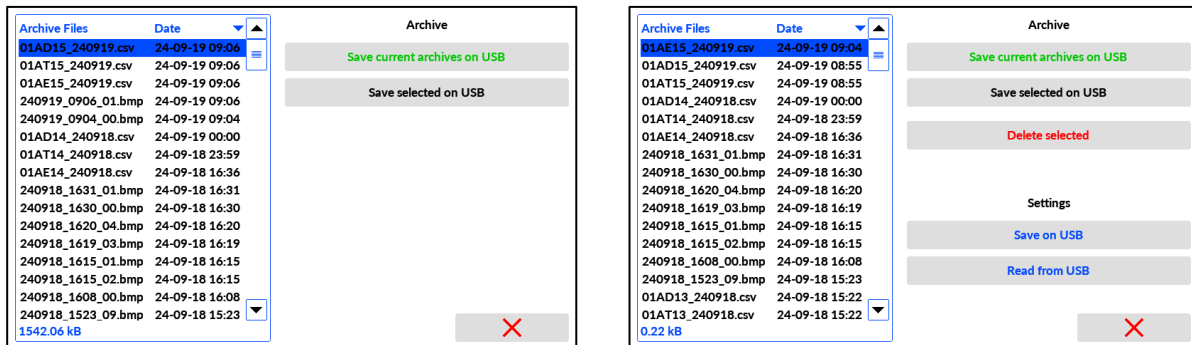 Archive Files Date
01AD15_240919.csv 24-09-19 09:06
01AT15_240919.csv 24-09-19 09:06
01AE15_240919.csv 24-09-19 09:06
240919_0906_01.bmp 24-09-19 09:06
240919_0904_00.bmp 24-09-19 09:04
01AD14_240918.csv 24-09-19 00:00
01AT14_240918.csv 24-09-18 23:59
01AE14_240918.csv 24-09-18 16:36
240918_1631_01.bmp 24-09-18 16:31
240918_1630_00.bmp 24-09-18 16:30
240918_1620_04.bmp 24-09-18 16:20
240918_1619_03.bmp 24-09-18 16:19
240918_1615_01.bmp 24-09-18 16:15
240918_1615_02.bmp 24-09-18 16:15
240918_1608_00.bmp 24-09-18 16:08
240918_1523_09.bmp 24-09-18 15:23
1542.06 kB
Archive
Save current archives on USB
Save selected on USB
Archive Files Date
01AE15_240919.csv 24-09-19 09:04
01AD15_240919.csv 24-09-19 08:55
01AT15_240919.csv 24-09-19 08:55
01AD14_240918.csv 24-09-19 00:00
01AT14_240918.csv 24-09-18 23:59
01AE14_240918.csv 24-09-18 16:36
240918_1631_01.bmp 24-09-18 16:31
240918_1630_00.bmp 24-09-18 16:30
240918_1620_04.bmp 24-09-18 16:20
240918_1619_03.bmp 24-09-18 16:19
240918_1615_01.bmp 24-09-18 16:15
240918_1615_02.bmp 24-09-18 16:15
240918_1608_00.bmp 24-09-18 16:08
240918_1523_09.bmp 24-09-18 15:23
01AD13_240918.csv 24-09-18 15:22
01AT13_240918.csv 24-09-18 15:22
0.22 kB
Archive
Save current archives on USB
Save selected on USB
Delete selected
Settings
Save on USB
Read from USB